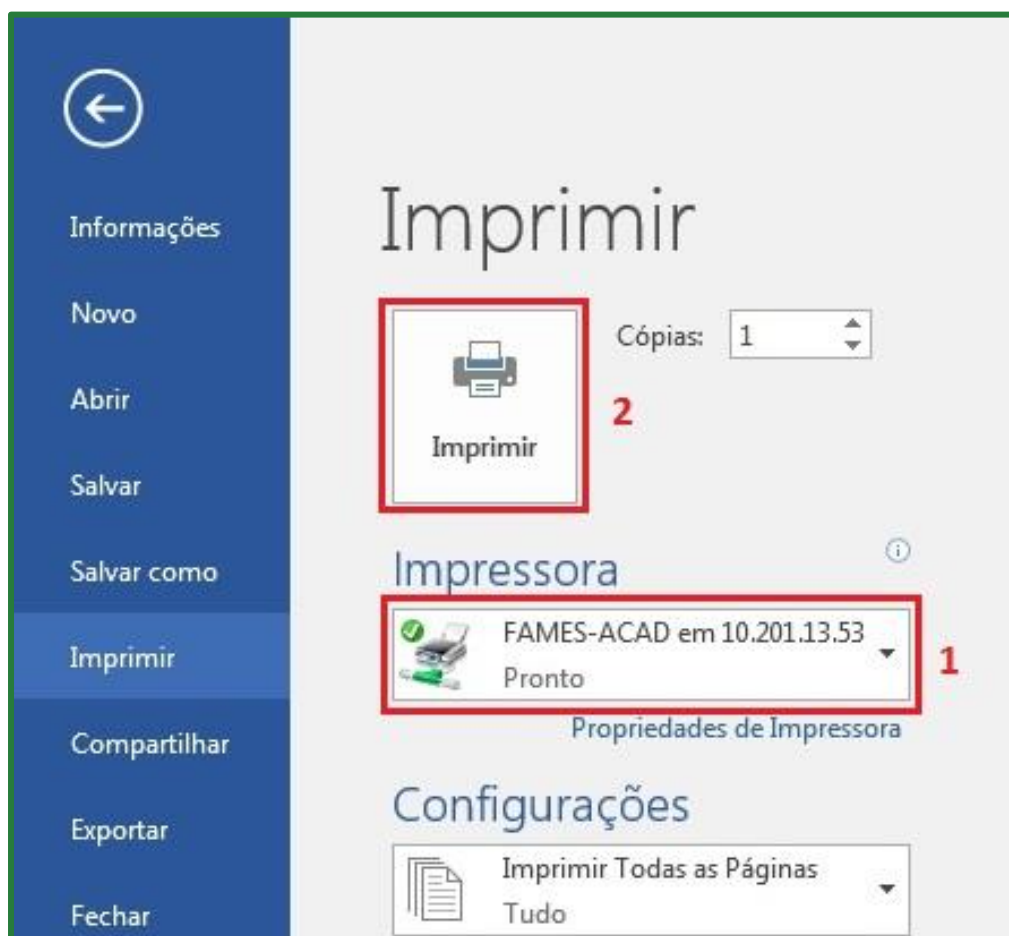 Informações
Novo
Abrir
Salvar
Salvar como
Imprimir
Compartilhar
Exportar
Fechar
Imprimir
Imprimir
Cópias: 1
2
Impressora
FAMES-ACAD em 10.201.13.53
Pronto
1
Propriedades de Impressora
Configurações
Imprimir Todas as Páginas
Tudo